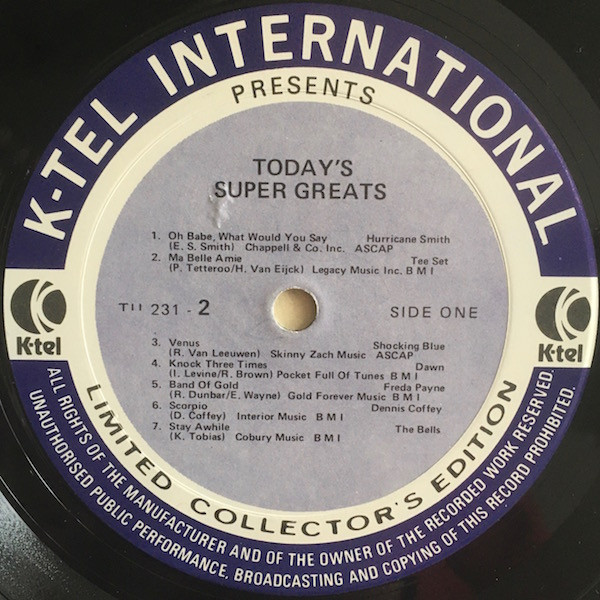 K-TEL INTERNATIONAL
PRESENTS
TODAY'S
SUPER GREATS
1. Oh Babe, What Would You Say Hurricane Smith
(E. S. Smith) Chappell & Co. Inc. ASCAP
2. Ma Belle Amie Tee Set
(P. Tetteroo/H. Van Eijck) Legacy Music Inc. B M I
TU 231 - 2 SIDE ONE
3. Venus Shocking Blue
(R. Van Leeuwen) Skinny Zach Music ASCAP
4. Knock Three Times Dawn
(I. Levine/R. Brown) Pocket Full Of Tunes B M I
5. Band Of Gold Freda Payne
(R. Dunbar/E. Wayne) Gold Forever Music B M I
6. Scorpio Dennis Coffey
(D. Coffey) Interior Music B M I
7. Stay Awhile The Bells
(K. Tobias) Cobury Music B M I
K-tel
K-tel
LIMITED COLLECTOR'S EDITION
ALL RIGHTS OF THE MANUFACTURER AND OF THE OWNER OF THE RECORDED WORK RESERVED.
UNAUTHORISED PUBLIC PERFORMANCE, BROADCASTING AND COPYING OF THIS RECORD PROHIBITED.